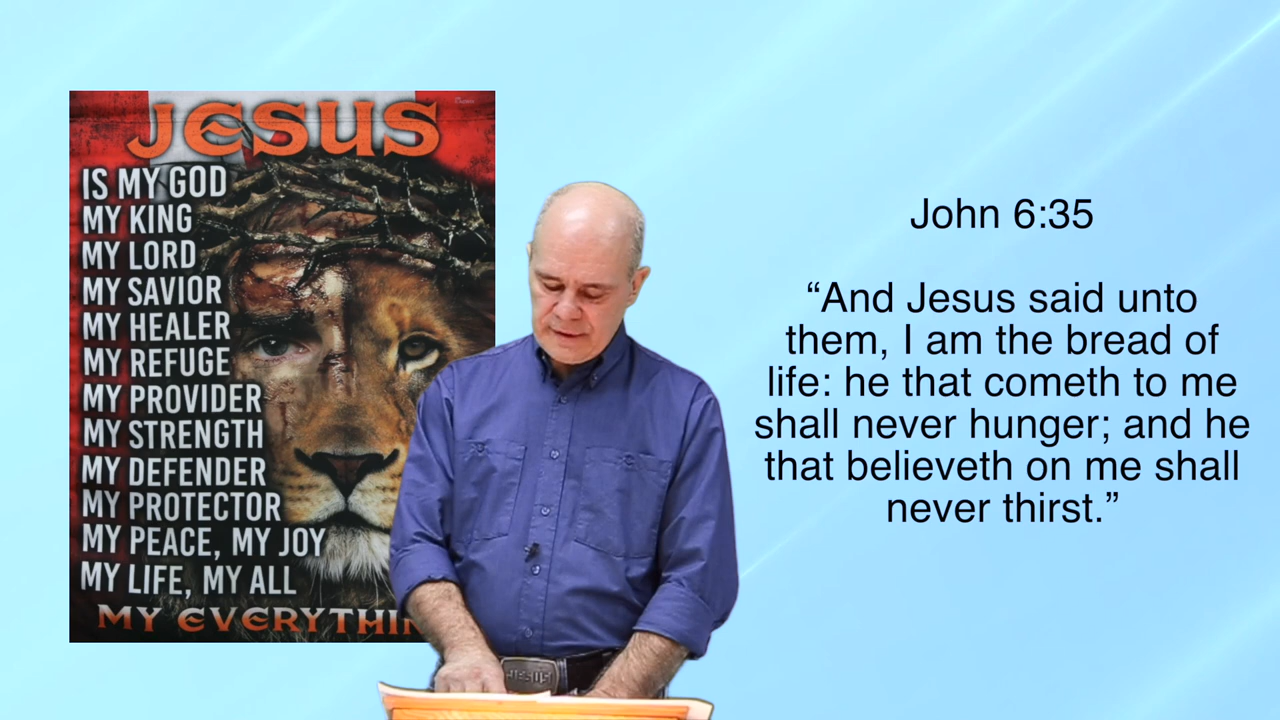 JESUS
IS MY GOD
MY KING
MY LORD
MY SAVIOR
MY HEALER
MY REFUGE
MY PROVIDER
MY STRENGTH
MY DEFENDER
MY PROTECTOR
MY PEACE, MY JOY
MY LIFE, MY ALL
MY EVERYTHIN
JESUS
John 6:35
“And Jesus said unto
them, I am the bread of
life: he that cometh to me
shall never hunger; and he
that believeth on me shall
never thirst.”